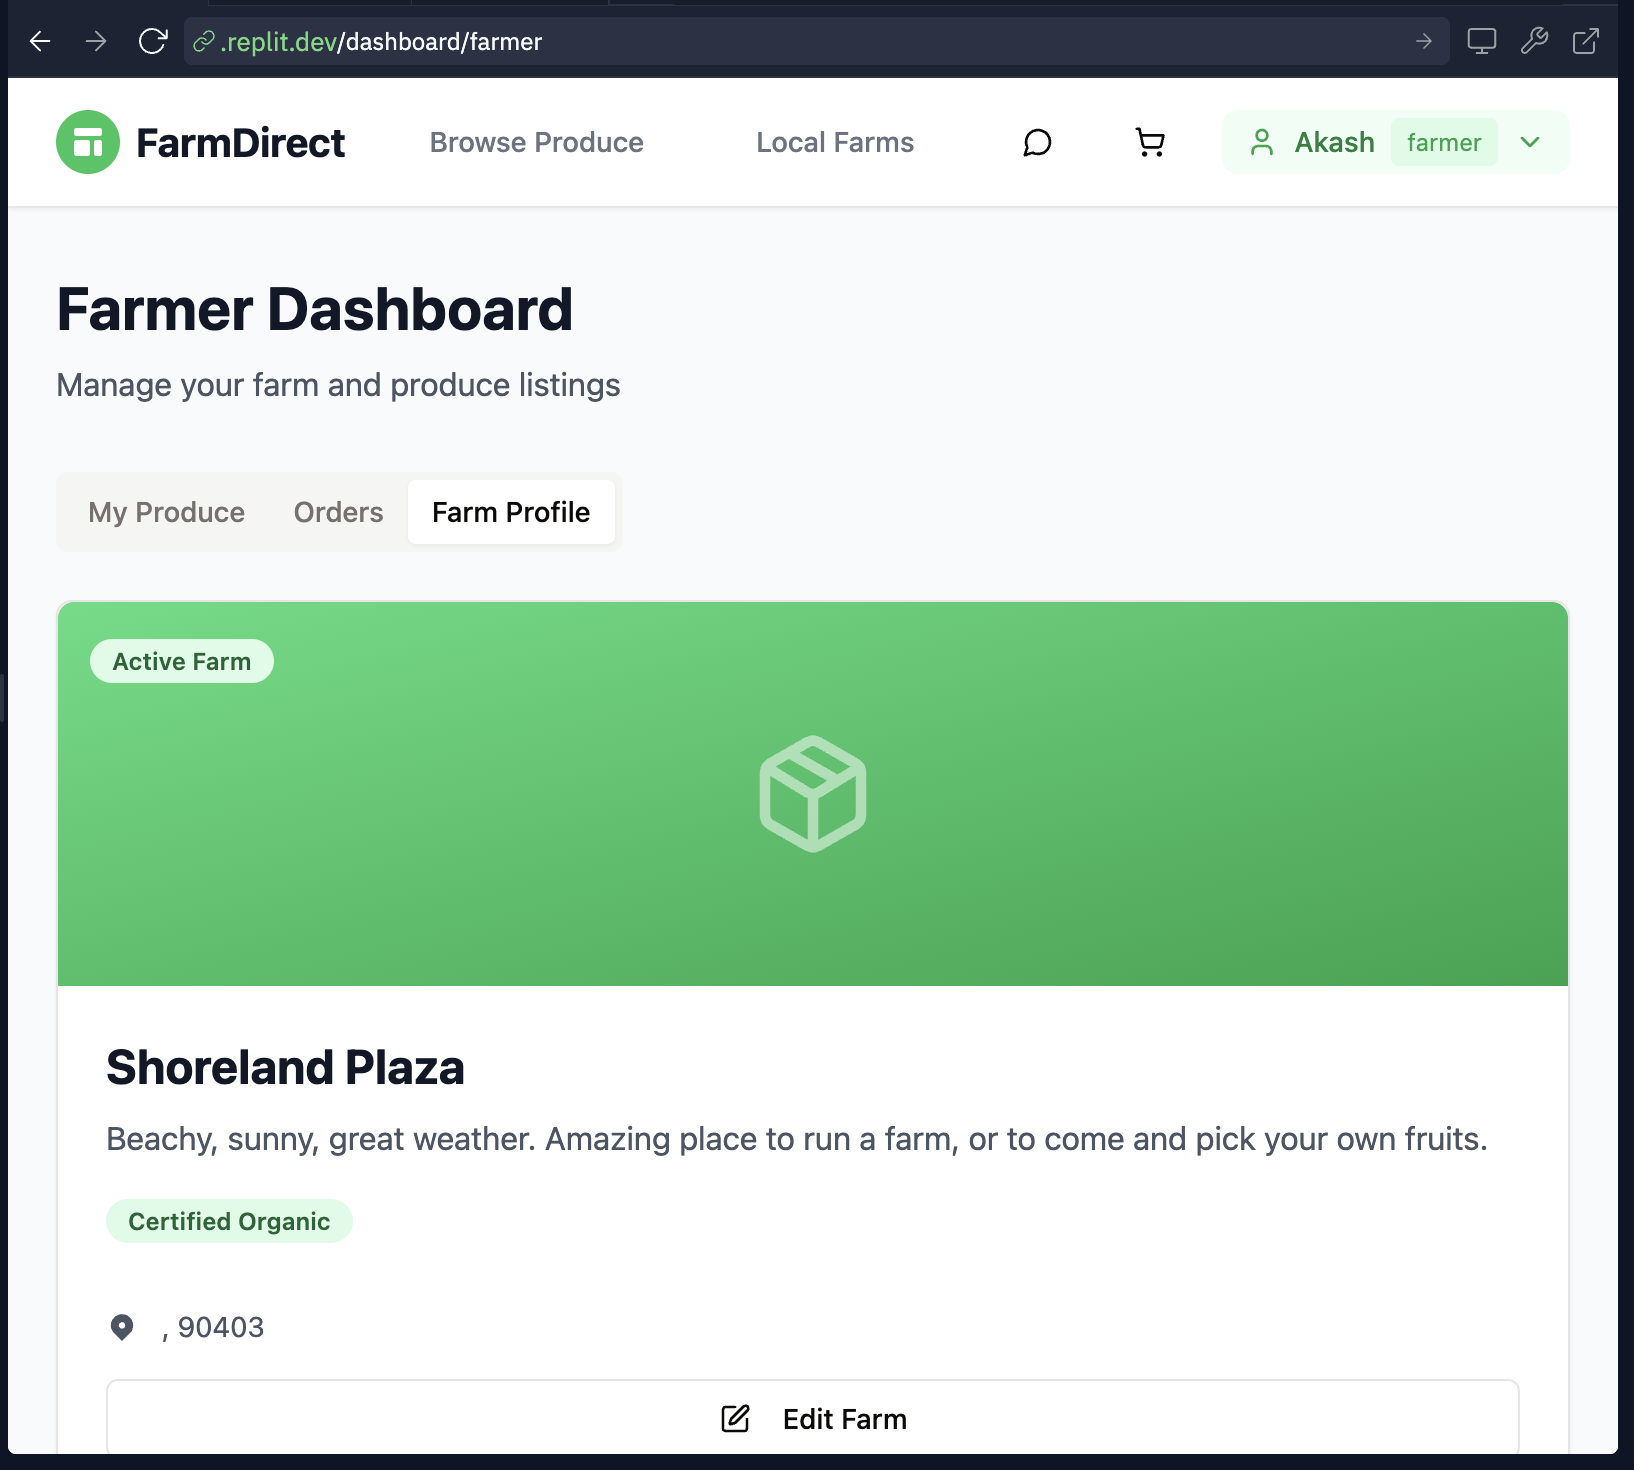 .replit.dev/dashboard/farmer
FarmDirect
Browse Produce
Local Farms
Akash
farmer
Farmer Dashboard
Manage your farm and produce listings
My Produce
Orders
Farm Profile
Active Farm
Shoreland Plaza
Beachy, sunny, great weather. Amazing place to run a farm, or to come and pick your own fruits.
Certified Organic
, 90403
Edit Farm